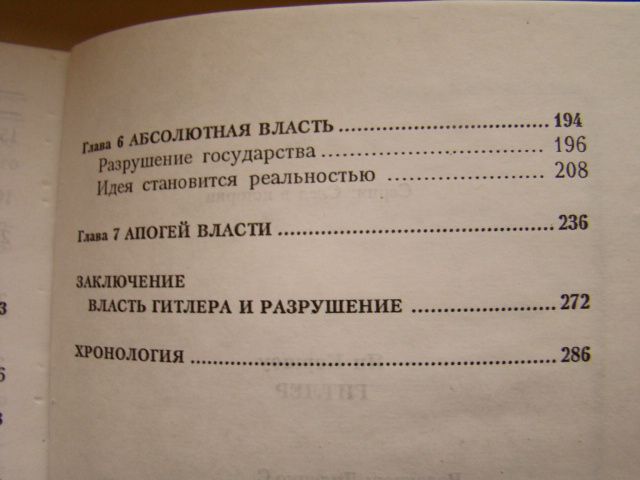 Глава 6 АБСОЛЮТНАЯ ВЛАСТЬ 194
Разрушение государства 196
Идея становится реальностью 208
Глава 7 АПОГЕЙ ВЛАСТИ 236
ЗАКЛЮЧЕНИЕ
ВЛАСТЬ ГИТЛЕРА И РАЗРУШЕНИЕ 272
ХРОНОЛОГИЯ 286